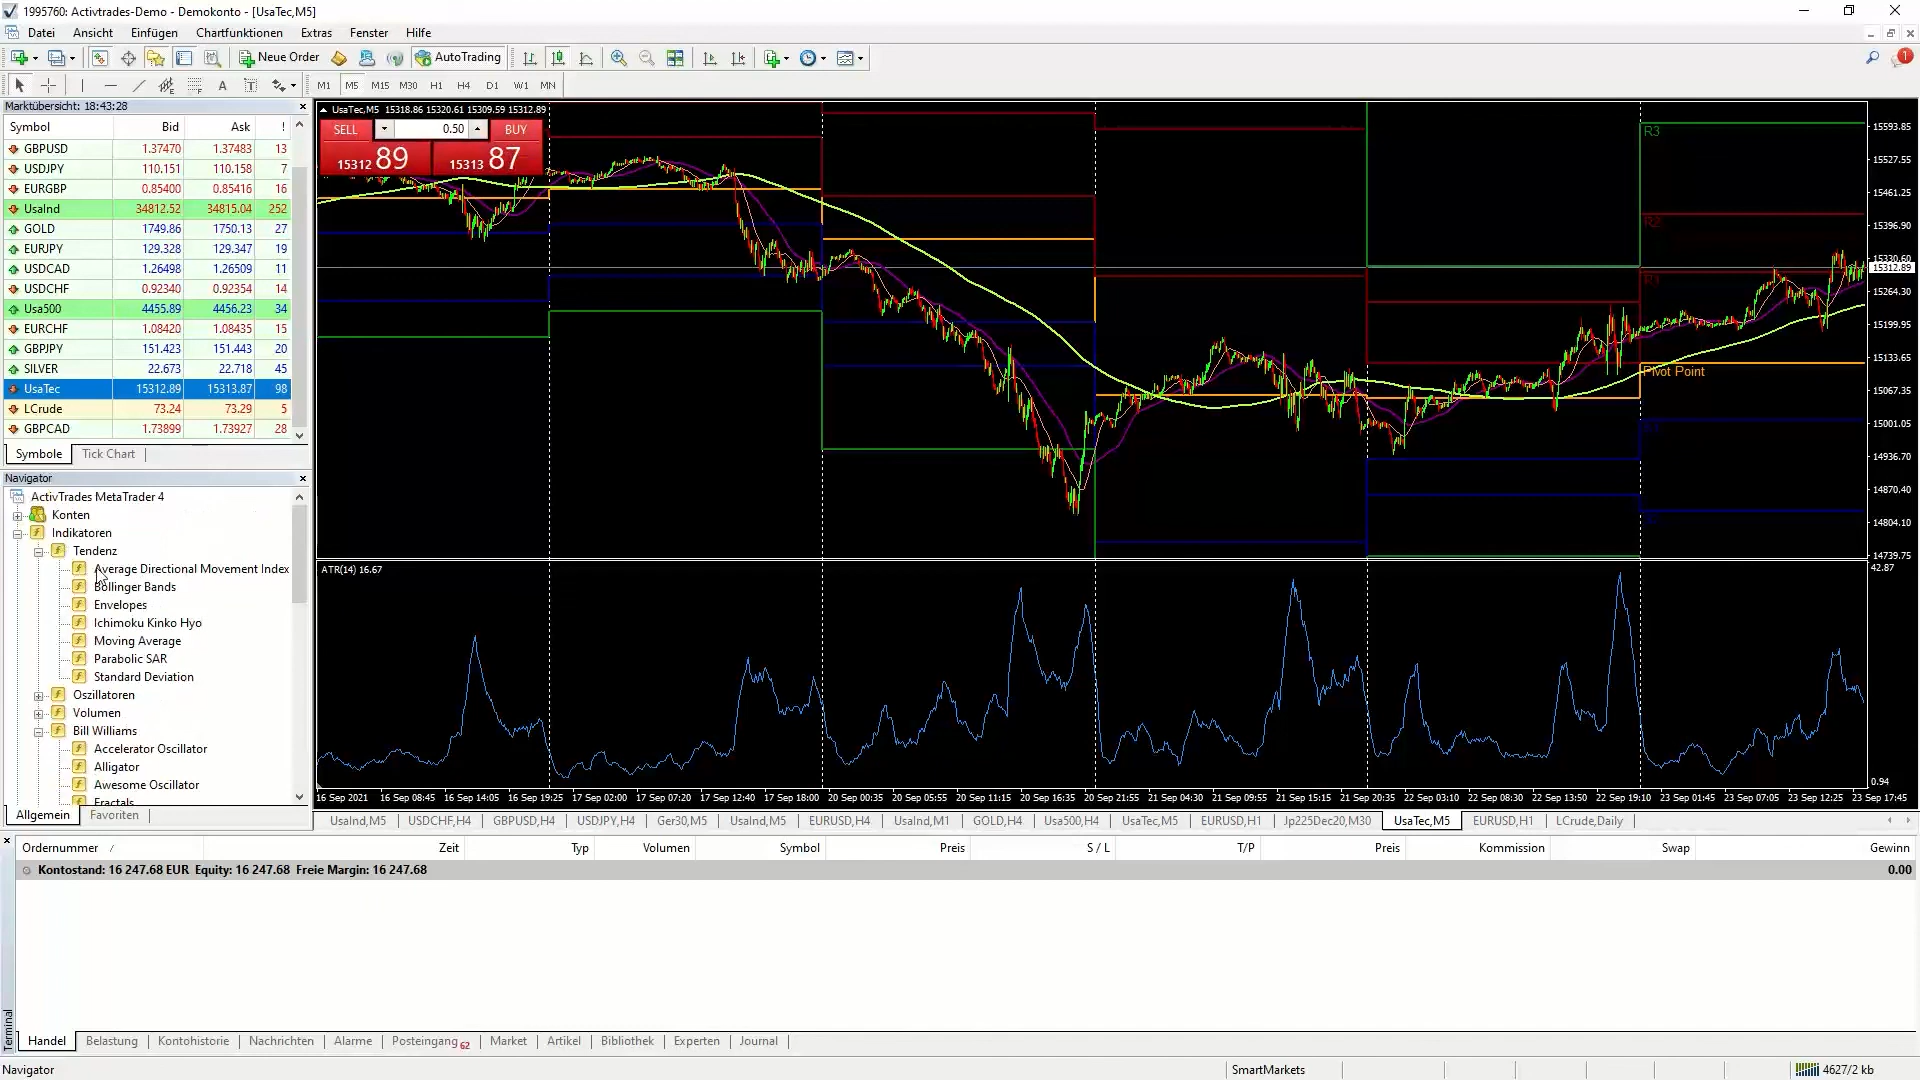 1995760: Activtrades-Demo - Demokonto - [UsaTec,M5]
Datei Ansicht Einfügen Chartfunktionen Extras Fenster Hilfe
Neue Order AutoTrading 1
A T M1 M5 M15 M30 H1 H4 D1 W1 MN
Marktübersicht: 18:43:28
Symbol Bid Ask !
GBPUSD 1.37470 1.37483 13
USDJPY 110.151 110.158 7
EURGBP 0.85400 0.85416 16
UsaInd 34812.52 34815.04 252
GOLD 1749.86 1750.13 27
EURJPY 129.328 129.347 19
USDCAD 1.26498 1.26509 11
USDCHF 0.92340 0.92354 14
Usa500 4455.89 4456.23 34
EURCHF 1.08420 1.08435 15
GBPJPY 151.423 151.443 20
SILVER 22.673 22.718 45
UsaTec 15312.89 15313.87 98
LCrude 73.24 73.29 5
GBPCAD 1.73899 1.73927 28
Symbole Tick Chart
Navigator
ActivTrades MetaTrader 4
Konten
Indikatoren
Tendenz
Average Directional Movement Index
Bollinger Bands
Envelopes
Ichimoku Kinko Hyo
Moving Average
Parabolic SAR
Standard Deviation
Oszillatoren
Volumen
Bill Williams
Accelerator Oscillator
Alligator
Awesome Oscillator
Fractals
Allgemein Favoriten
UsaTec,M5 15318.86 15320.61 15309.59 15312.89
SELL 0.50 BUY
15312 89 15313 87
R3
R2
R1
Pivot Point
15593.85
15527.55
15461.25
15396.90
15330.60
15312.89
15264.30
15199.95
15133.65
15067.35
15001.05
14936.70
14870.40
14804.10
14739.75
ATR(14) 16.67
42.87
0.94
16 Sep 2021 16 Sep 08:45 16 Sep 14:05 16 Sep 19:25 17 Sep 02:00 17 Sep 07:20 17 Sep 12:40 17 Sep 18:00 20 Sep 00:35 20 Sep 05:55 20 Sep 11:15 20 Sep 16:35 20 Sep 21:55 21 Sep 04:30 21 Sep 09:55 21 Sep 15:15 21 Sep 20:35 22 Sep 03:10 22 Sep 08:30 22 Sep 13:50 22 Sep 19:10 23 Sep 01:45 23 Sep 07:05 23 Sep 12:25 23 Sep 17:45
UsaInd,M5 USDCHF,H4 GBPUSD,H4 USDJPY,H4 Ger30,M5 UsaInd,M5 EURUSD,H4 UsaInd,M1 GOLD,H4 Usa500,H4 UsaTec,M5 EURUSD,H1 Jp225Dec20,M30 UsaTec,M5 EURUSD,H1 LCrude,Daily
Ordernummer Zeit Typ Volumen Symbol Preis S / L T/P Preis Kommission Swap Gewinn
Kontostand: 16 247.68 EUR Equity: 16 247.68 Freie Margin: 16 247.68 0.00
Terminal
Handel Belastung Kontohistorie Nachrichten Alarme Posteingang 62 Market Artikel Bibliothek Experten Journal
Navigator SmartMarkets 4627/2 kb